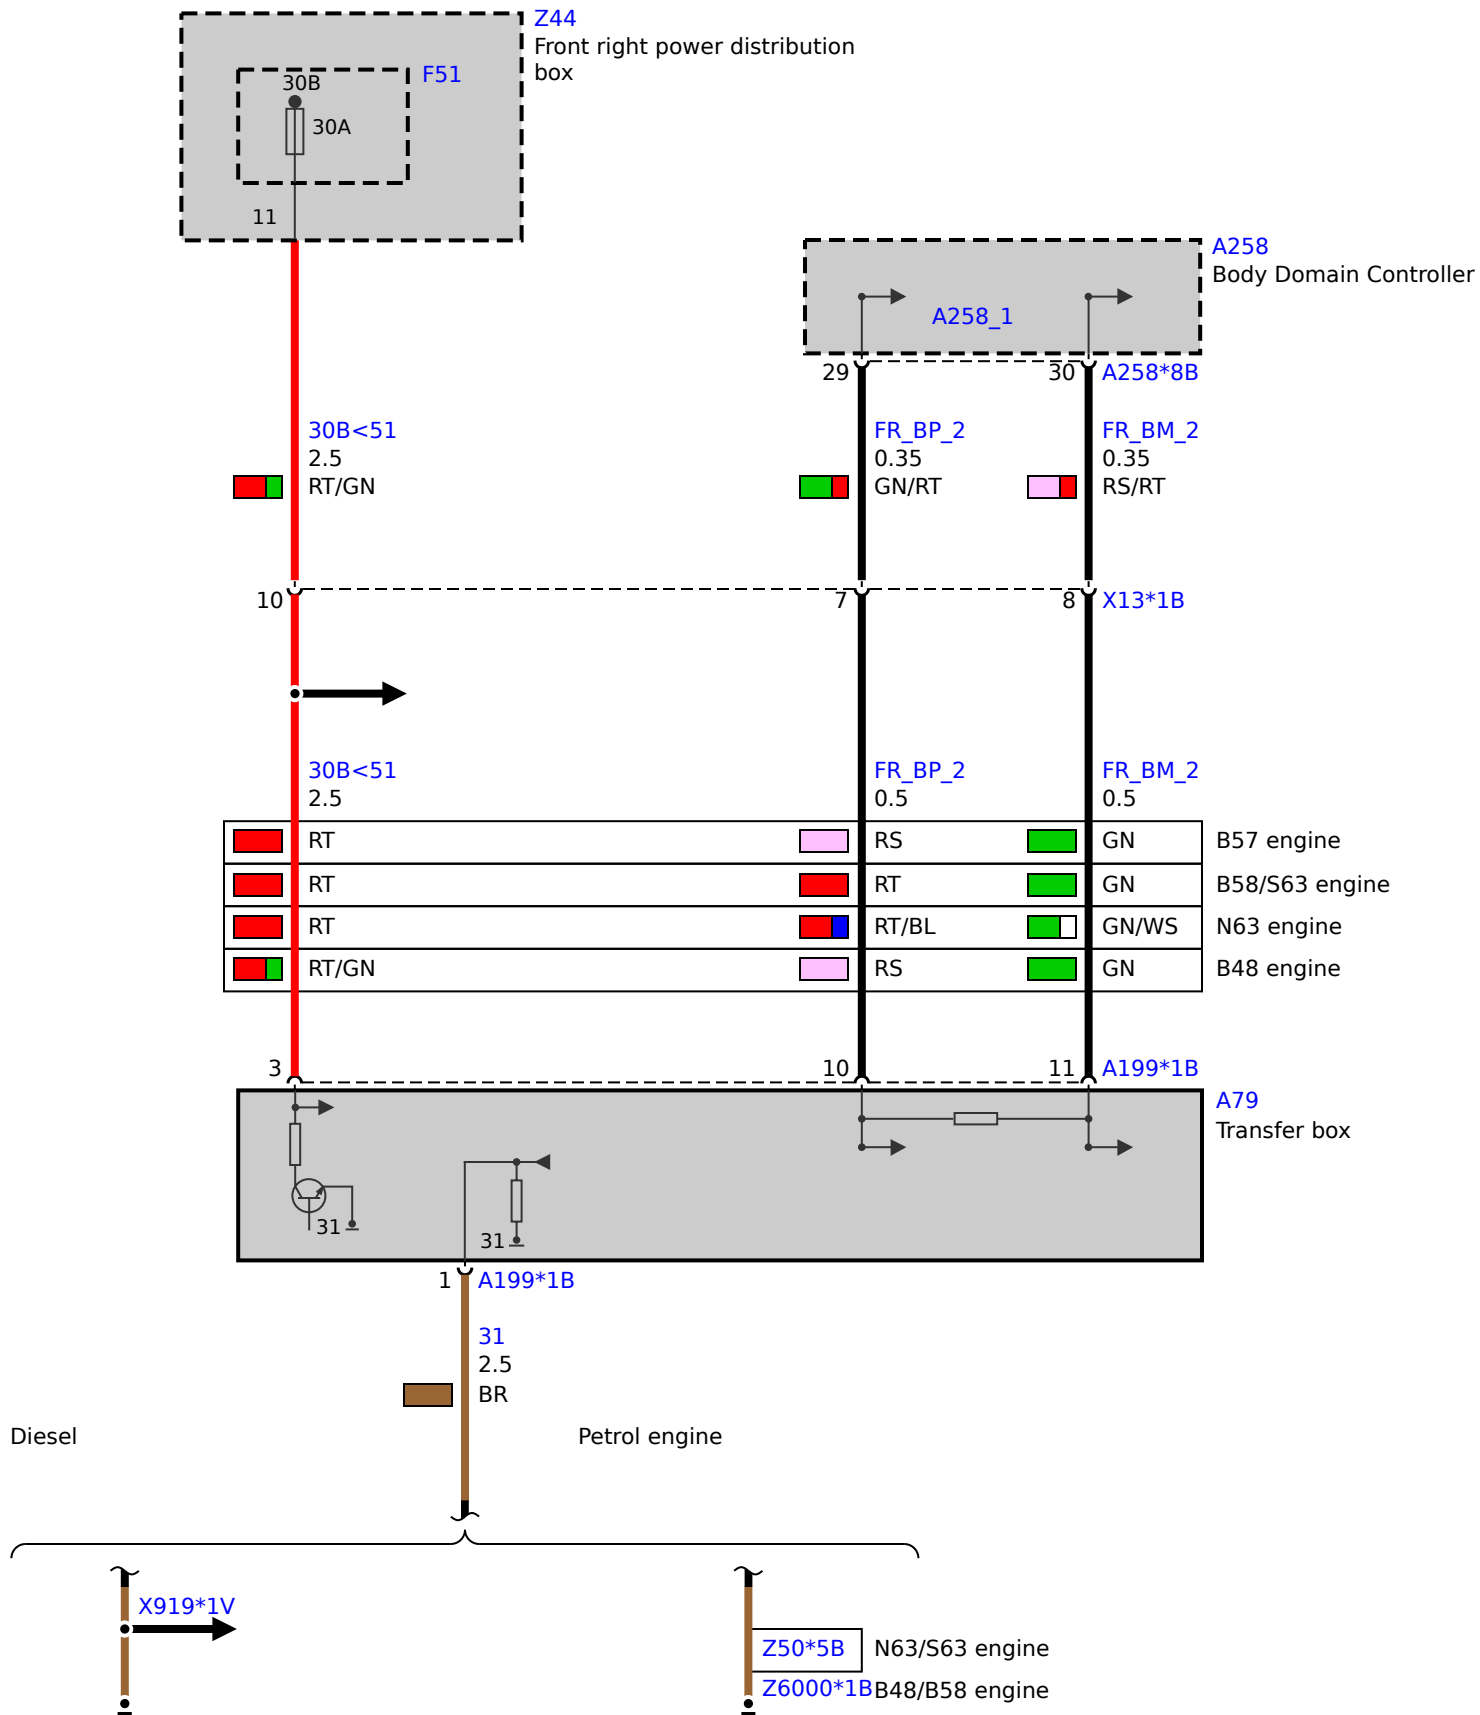 Z44
Front right power distribution
box
F51
30B
30A
11
A258
Body Domain Controller
A258_1
29
30
A258*8B
30B<51
2.5
RT/GN
FR_BP_2
0.35
GN/RT
FR_BM_2
0.35
RS/RT
10
7
8
X13*1B
30B<51
2.5
FR_BP_2
0.5
FR_BM_2
0.5
RT
RS
GN
B57 engine
RT
RT
GN
B58/S63 engine
RT
RT/BL
GN/WS
N63 engine
RT/GN
RS
GN
B48 engine
3
10
11
A199*1B
A79
Transfer box
31
31
1
A199*1B
31
2.5
BR
Diesel
Petrol engine
X919*1V
Z50*5B
N63/S63 engine
Z6000*1B
B48/B58 engine